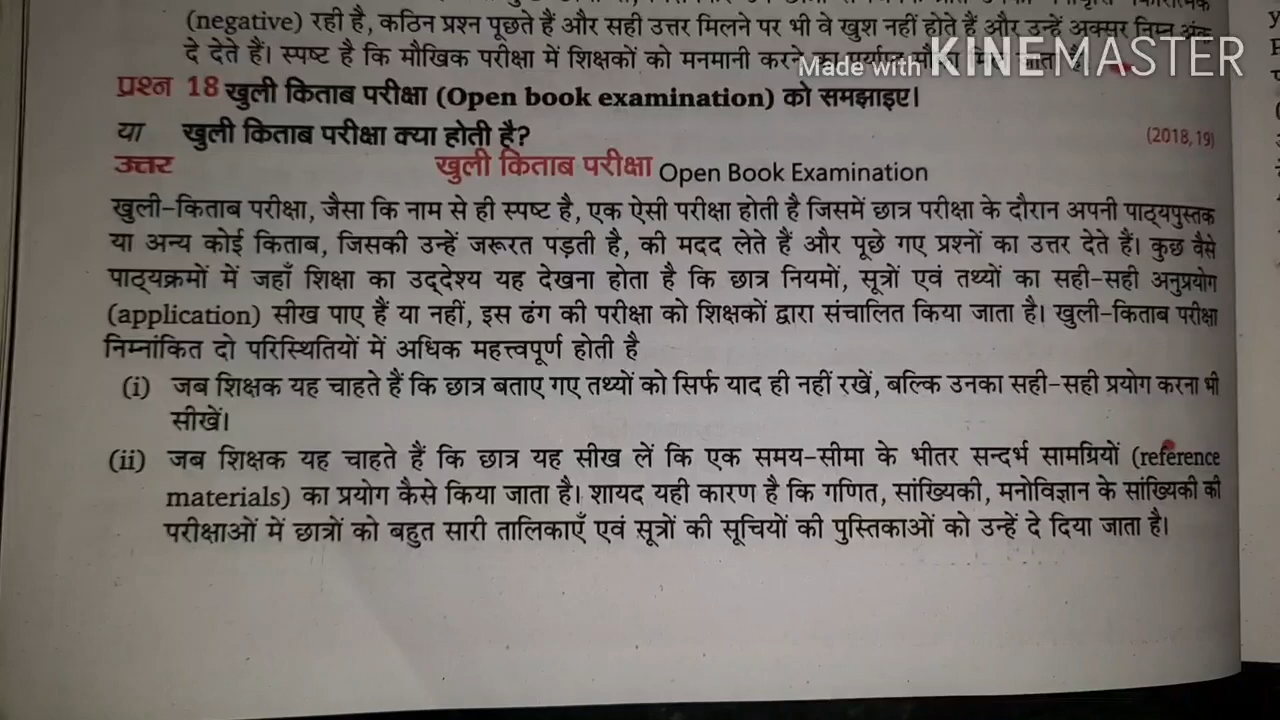 (negative) रही है, कठिन प्रश्न पूछते हैं और सही उत्तर मिलने पर भी वे खुश नहीं होते हैं और उन्हें अक्सर निम्न अंक
दे देते हैं। स्पष्ट है कि मौखिक परीक्षा में शिक्षकों को मनमानी करने
Made with KINEMASTER
प्रश्न 18 खुली किताब परीक्षा (Open book examination) को समझाइए।
या खुली किताब परीक्षा क्या होती है? (2018,19)
उत्तर खुली किताब परीक्षा Open Book Examination
खुली-किताब परीक्षा, जैसा कि नाम से ही स्पष्ट है, एक ऐसी परीक्षा होती है जिसमें छात्र परीक्षा के दौरान अपनी पाठ्यपुस्तक
या अन्य कोई किताब, जिसकी उन्हें जरूरत पड़ती है, की मदद लेते हैं और पूछे गए प्रश्नों का उत्तर देते हैं। कुछ वैसे
पाठ्यक्रमों में जहाँ शिक्षा का उद्देश्य यह देखना होता है कि छात्र नियमों, सूत्रों एवं तथ्यों का सही-सही अनुप्रयोग
(application) सीख पाए हैं या नहीं, इस ढंग की परीक्षा को शिक्षकों द्वारा संचालित किया जाता है। खुली-किताब परीक्षा
निम्नांकित दो परिस्थितियों में अधिक महत्त्वपूर्ण होती है
(i) जब शिक्षक यह चाहते हैं कि छात्र बताए गए तथ्यों को सिर्फ याद ही नहीं रखें, बल्कि उनका सही-सही प्रयोग करना भी
सीखें।
(ii) जब शिक्षक यह चाहते हैं कि छात्र यह सीख लें कि एक समय-सीमा के भीतर सन्दर्भ सामग्रियों (reference
materials) का प्रयोग कैसे किया जाता है। शायद यही कारण है कि गणित, सांख्यिकी, मनोविज्ञान के सांख्यिकी की
परीक्षाओं में छात्रों को बहुत सारी तालिकाएँ एवं सूत्रों की सूचियों की पुस्तिकाओं को उन्हें दे दिया जाता है।